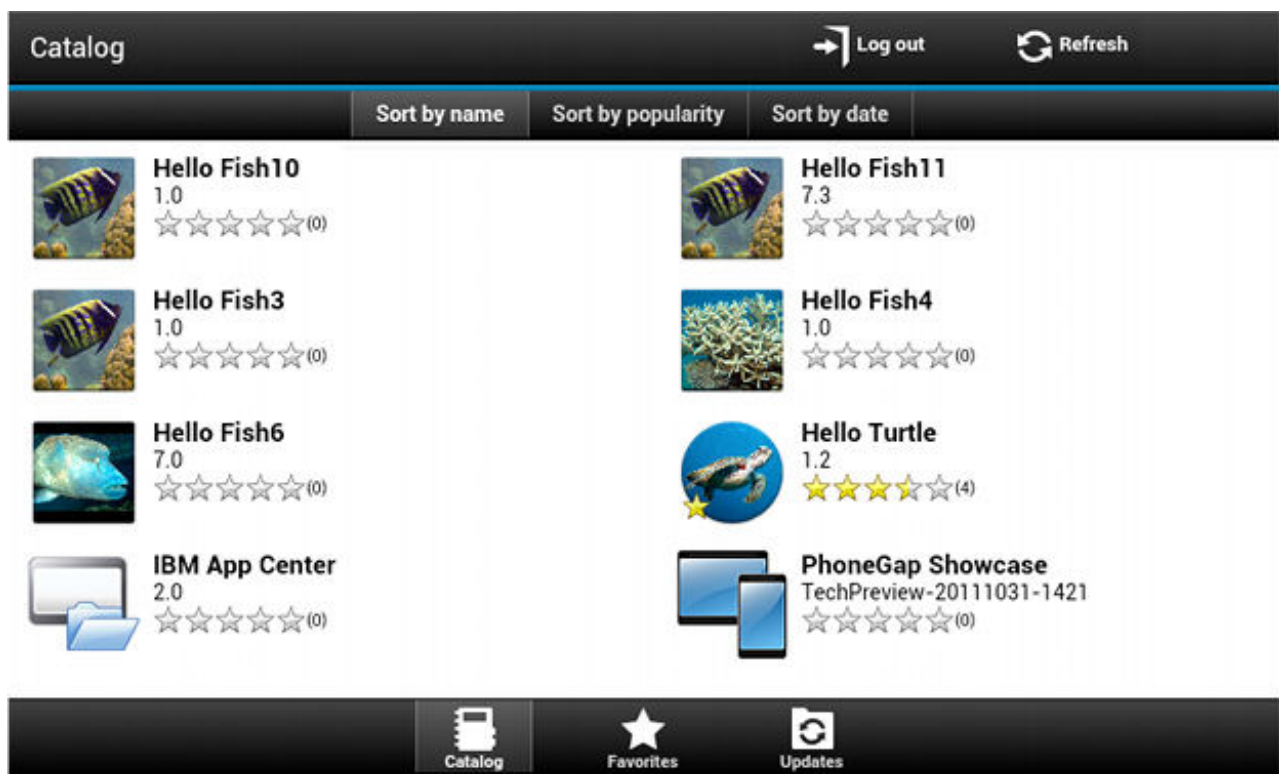 Catalog
Log out
Refresh
Sort by name
Sort by popularity
Sort by date
Hello Fish10
1.0
(0)
Hello Fish11
7.3
(0)
Hello Fish3
1.0
(0)
Hello Fish4
1.0
(0)
Hello Fish6
7.0
(0)
Hello Turtle
1.2
(4)
IBM App Center
2.0
(0)
PhoneGap Showcase
TechPreview-20111031-1421
(0)
Catalog
Favorites
Updates